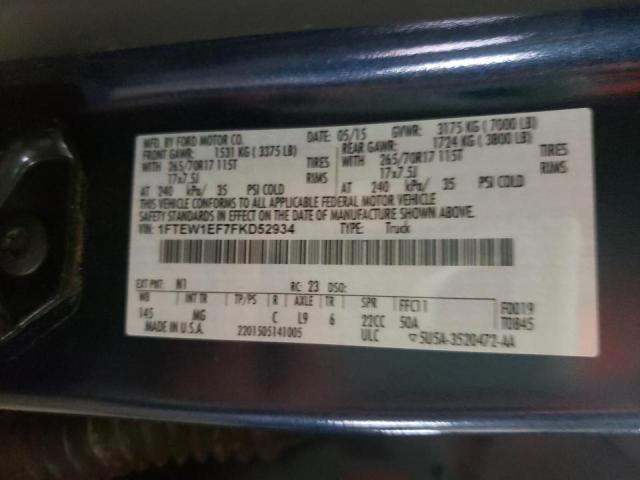 MFD. BY FORD MOTOR CO.
DATE: 05/15 GVWR: 3175 KG ( 7000 LB)
FRONT GAWR: 1531 KG ( 3375 LB) REAR GAWR: 1724 KG ( 3800 LB)
WITH 265/70R17 115T TIRES WITH 265/70R17 115T TIRES
17x7.5J RIMS 17x7.5J RIMS
AT 240 kPa/ 35 PSI COLD AT 240 kPa/ 35 PSI COLD
THIS VEHICLE CONFORMS TO ALL APPLICABLE FEDERAL MOTOR VEHICLE
SAFETY STANDARDS IN EFFECT ON THE DATE OF MANUFACTURE SHOWN ABOVE.
VIN: 1FTEW1EF7FKD52934 TYPE: Truck
EXT PNT: N1 RC: 23 DSO:
WB INT TR TP/PS R AXLE TR SPR FFC11 F0019
145 MG C L9 6 22CC 50A T0845
MADE IN U.S.A. 2201505141005 ULC ▽5U5A-3520472-AA